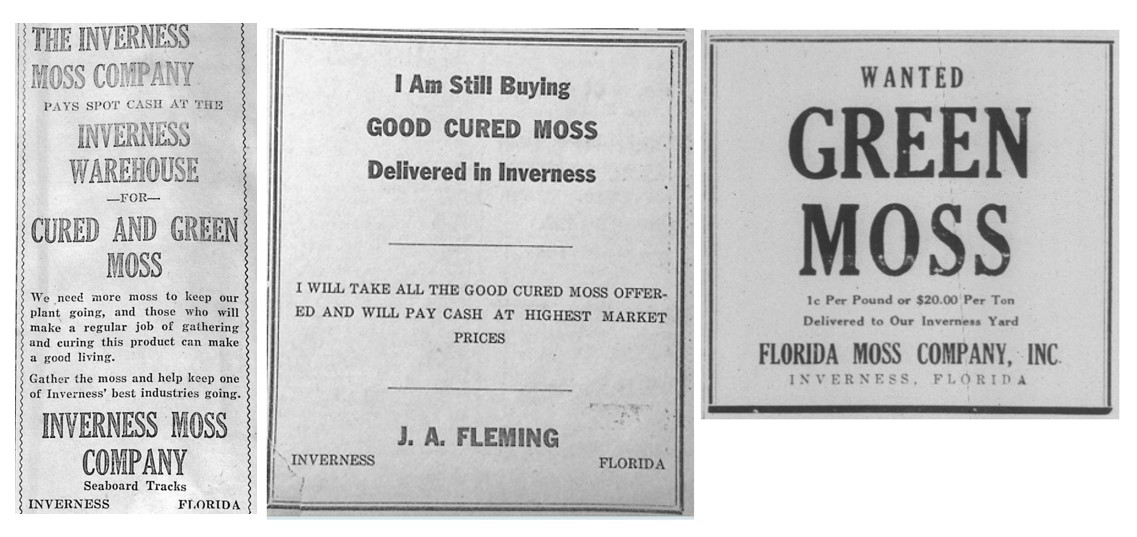 THE INVERNESS
MOSS COMPANY
PAYS SPOT CASH AT THE
INVERNESS
WAREHOUSE
—FOR—
CURED AND GREEN
MOSS
We need more moss to keep our
plant going, and those who will
make a regular job of gathering
and curing this product can make
a good living.
Gather the moss and help keep one
of Inverness' best industries going.
INVERNESS MOSS
COMPANY
Seaboard Tracks
INVERNESS FLORIDA
I Am Still Buying
GOOD CURED MOSS
Delivered in Inverness
I WILL TAKE ALL THE GOOD CURED MOSS OFFER-
ED AND WILL PAY CASH AT HIGHEST MARKET
PRICES
J. A. FLEMING
INVERNESS FLORIDA
WANTED
GREEN
MOSS
1c Per Pound or $20.00 Per Ton
Delivered to Our Inverness Yard
FLORIDA MOSS COMPANY, INC.
INVERNESS, FLORIDA